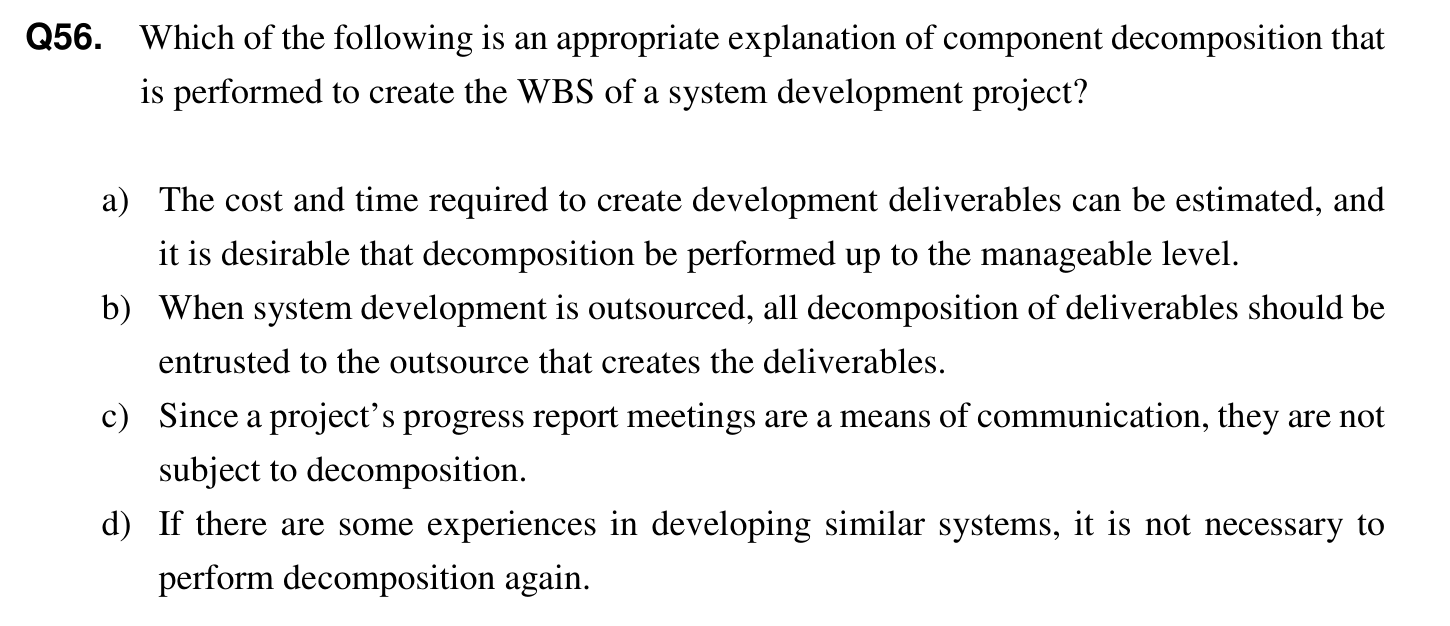 Q56. Which of the following is an appropriate explanation of component decomposition that
is performed to create the WBS of a system development project?
a) The cost and time required to create development deliverables can be estimated, and
it is desirable that decomposition be performed up to the manageable level.
b) When system development is outsourced, all decomposition of deliverables should be
entrusted to the outsource that creates the deliverables.
c) Since a project’s progress report meetings are a means of communication, they are not
subject to decomposition.
d) If there are some experiences in developing similar systems, it is not necessary to
perform decomposition again.